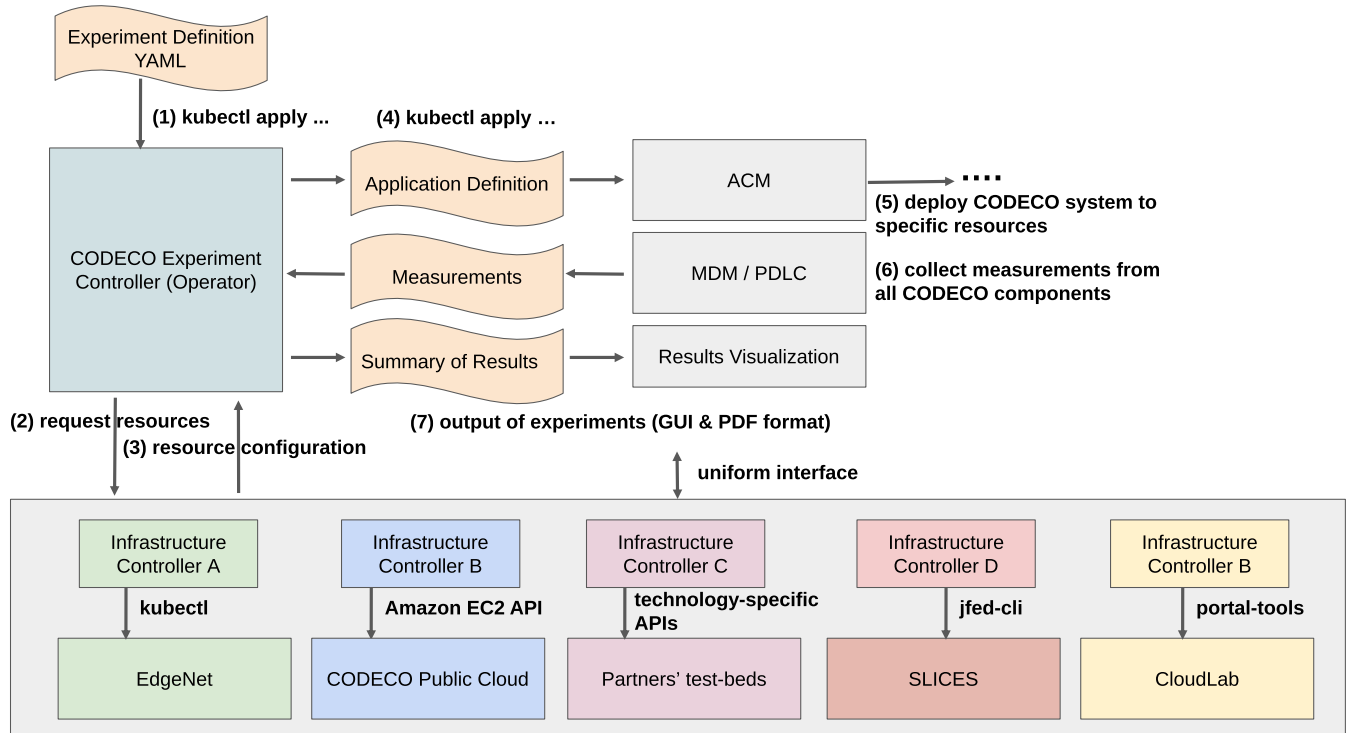 Experiment Definition
YAML
(1) kubectl apply ...
(4) kubectl apply …
Application Definition
ACM
....
(5) deploy CODECO system to
specific resources
CODECO Experiment
Controller (Operator)
Measurements
MDM / PDLC
(6) collect measurements from
all CODECO components
Summary of Results
Results Visualization
(2) request resources
(3) resource configuration
(7) output of experiments (GUI & PDF format)
uniform interface
Infrastructure
Controller A
Infrastructure
Controller B
Infrastructure
Controller C
Infrastructure
Controller D
Infrastructure
Controller B
kubectl
Amazon EC2 API
technology-specific
APIs
jfed-cli
portal-tools
EdgeNet
CODECO Public Cloud
Partners’ test-beds
SLICES
CloudLab